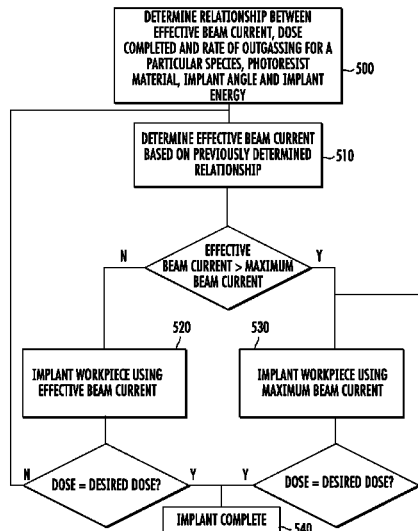 DETERMINE RELATIONSHIP BETWEEN
EFFECTIVE BEAM CURRENT, DOSE
COMPLETED AND RATE OF OUTGASSING FOR A
PARTICULAR SPECIES, PHOTORESIST
MATERIAL, IMPLANT ANGLE AND IMPLANT
ENERGY
500
DETERMINE EFFECTIVE BEAM CURRENT
BASED ON PREVIOUSLY DETERMINED
RELATIONSHIP
510
N
EFFECTIVE
BEAM CURRENT > MAXIMUM
BEAM CURRENT
Y
520
530
IMPLANT WORKPIECE USING
EFFECTIVE BEAM CURRENT
IMPLANT WORKPIECE USING
MAXIMUM BEAM CURRENT
N
DOSE = DESIRED DOSE?
Y
Y
DOSE = DESIRED DOSE?
IMPLANT COMPLETE
540